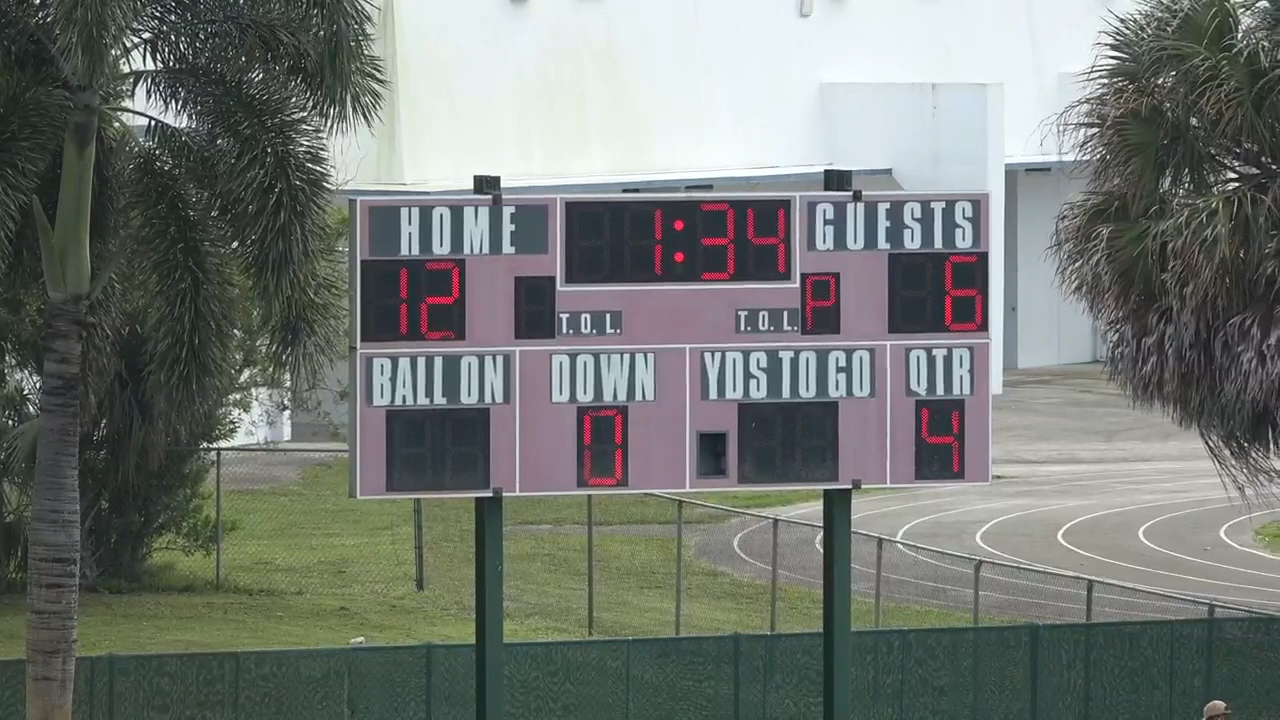 HOME 1:34 GUESTS
12 T. O. L. T. O. L. P 6
BALL ON DOWN YDS TO GO QTR
0 4